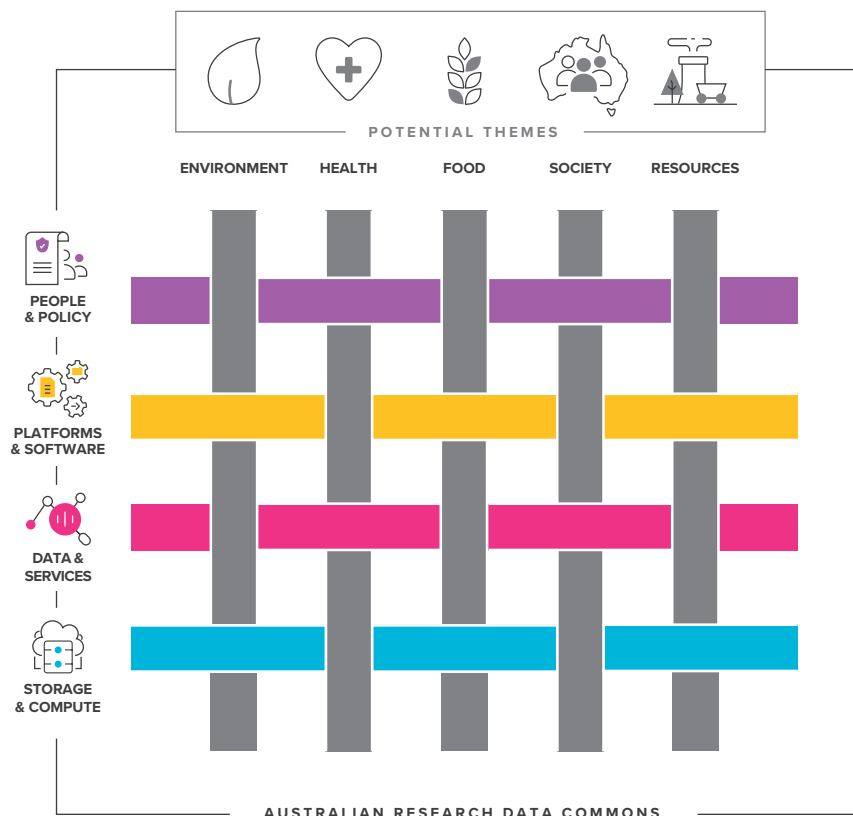 POTENTIAL THEMES
ENVIRONMENT HEALTH FOOD SOCIETY RESOURCES
PEOPLE
& POLICY
PLATFORMS
& SOFTWARE
DATA &
SERVICES
STORAGE
& COMPUTE
AUSTRALIAN RESEARCH DATA COMMONS